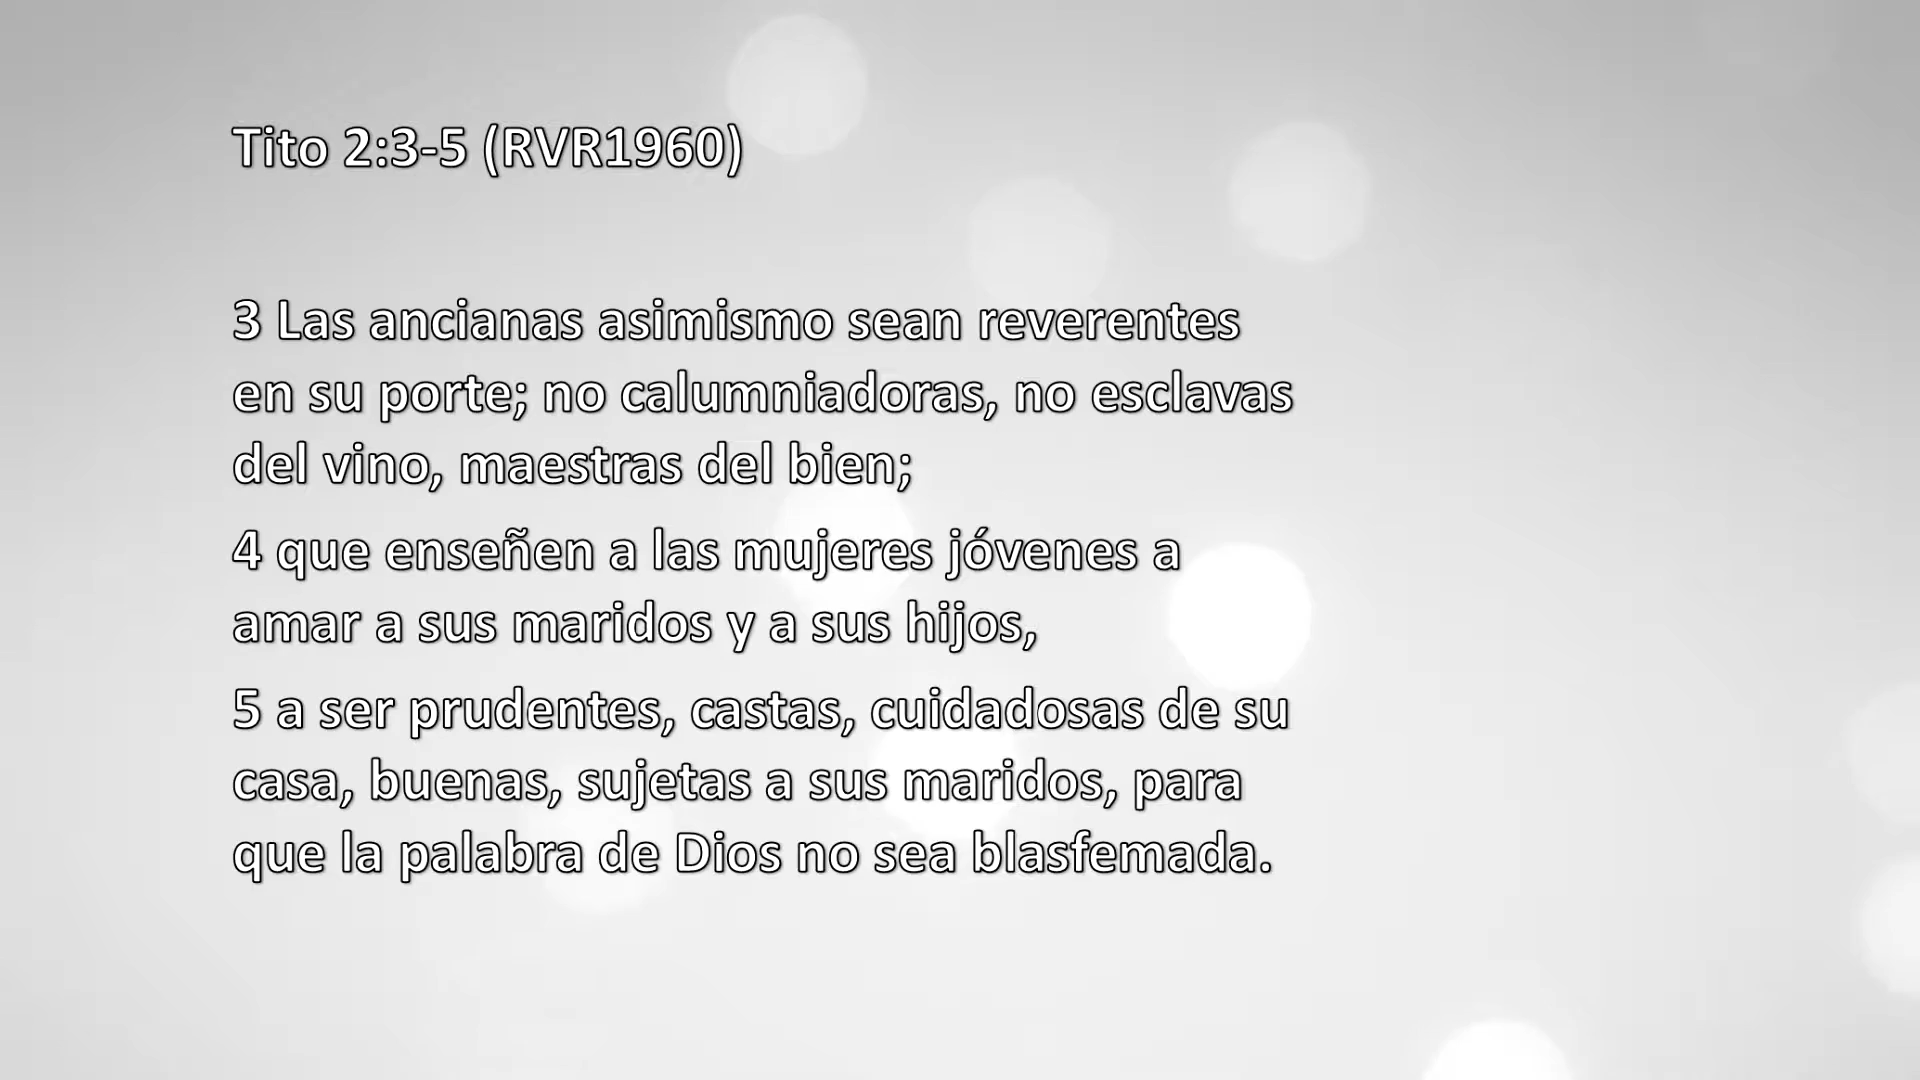 Tito 2:3-5 (RVR1960)
3 Las ancianas asimismo sean reverentes
en su porte; no calumniadoras, no esclavas
del vino, maestras del bien;
4 que enseñen a las mujeres jóvenes a
amar a sus maridos y a sus hijos,
5 a ser prudentes, castas, cuidadosas de su
casa, buenas, sujetas a sus maridos, para
que la palabra de Dios no sea blasfemada.